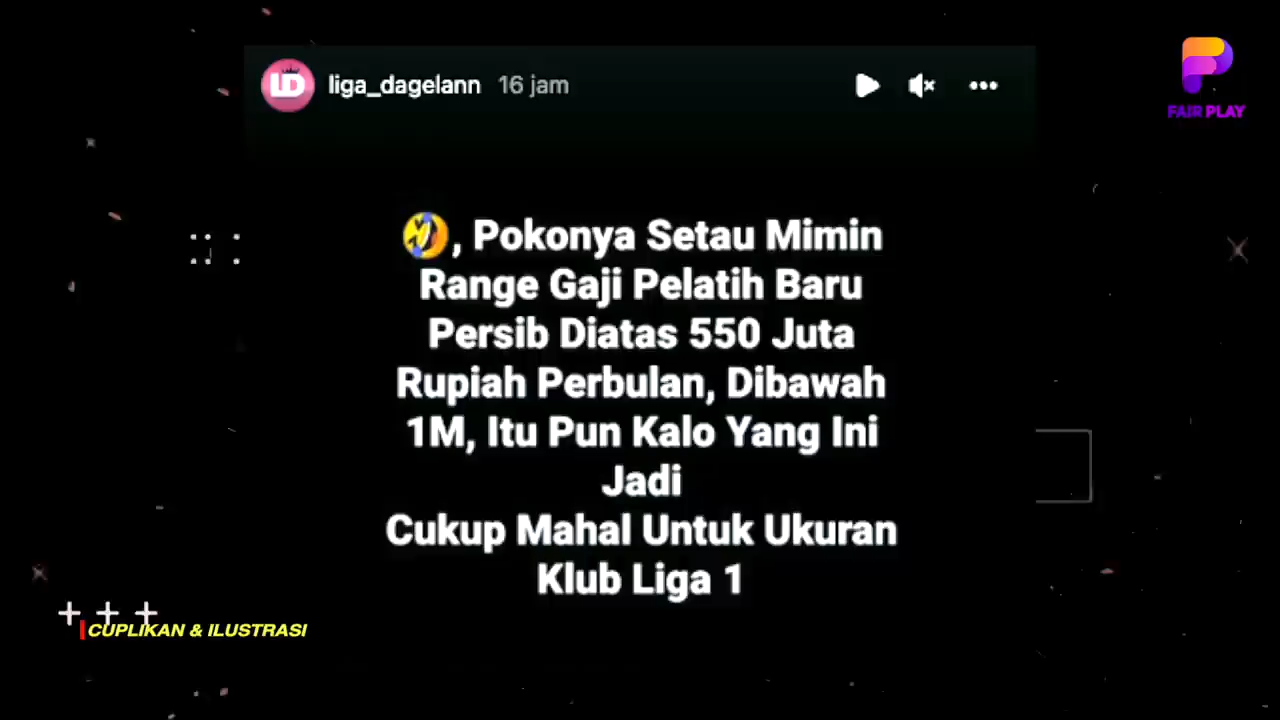 LD
liga_dagelann 16 jam
FAIR PLAY
🤣, Pokonya Setau Mimin
Range Gaji Pelatih Baru
Persib Diatas 550 Juta
Rupiah Perbulan, Dibawah
1M, Itu Pun Kalo Yang Ini
Jadi
Cukup Mahal Untuk Ukuran
Klub Liga 1
CUPLIKAN & ILUSTRASI